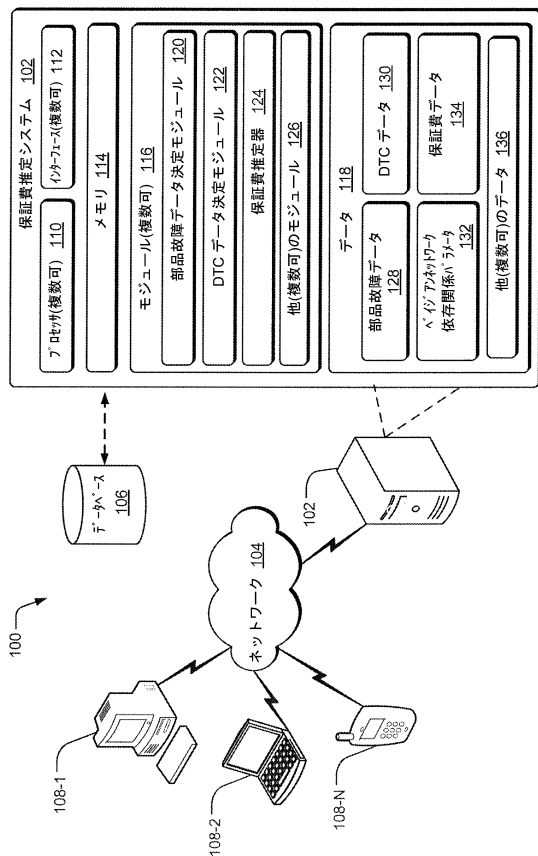 100
108-1
108-2
108-N
ネットワーク 104
データベース
106
102
保証費推定システム 102
プロセッサ(複数可) 110
インターフェース(複数可) 112
メモリ 114
モジュール(複数可) 116
部品故障データ決定モジュール 120
DTC データ決定モジュール 122
保証費推定器 124
他(複数可)のモジュール 126
データ 118
部品故障データ
128
DTC データ 130
ベイジアンネットワーク
依存関係パラメータ
132
保証費データ
134
他(複数可)のデータ 136